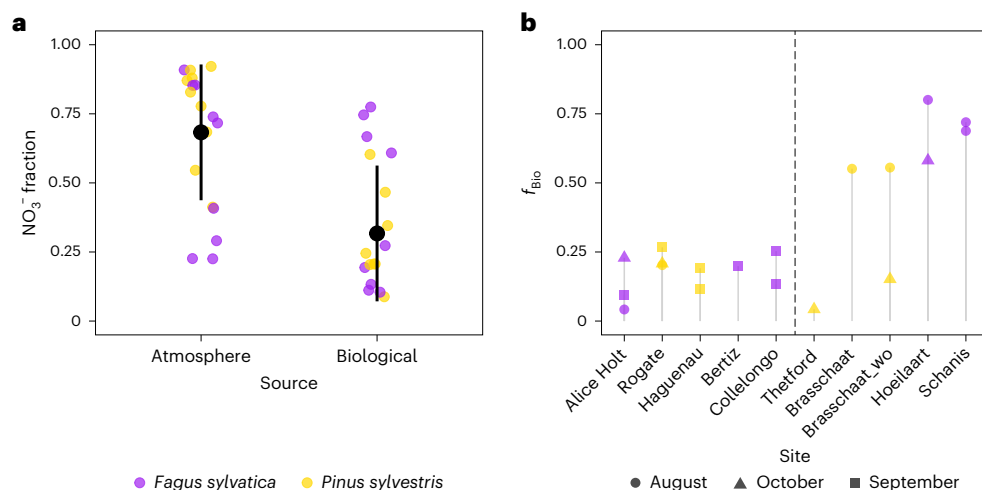 a
1.00
0.75
0.50
0.25
0
NO3− fraction
Atmosphere
Biological
Source
b
1.00
0.75
0.50
0.25
0
fBio
Alice Holt
Rogate
Haguenau
Bertiz
Collelongo
Thetford
Brasschaat
Brasschaat_wo
Hoeilaart
Schanis
Site
Fagus sylvatica
Pinus sylvestris
August
October
September